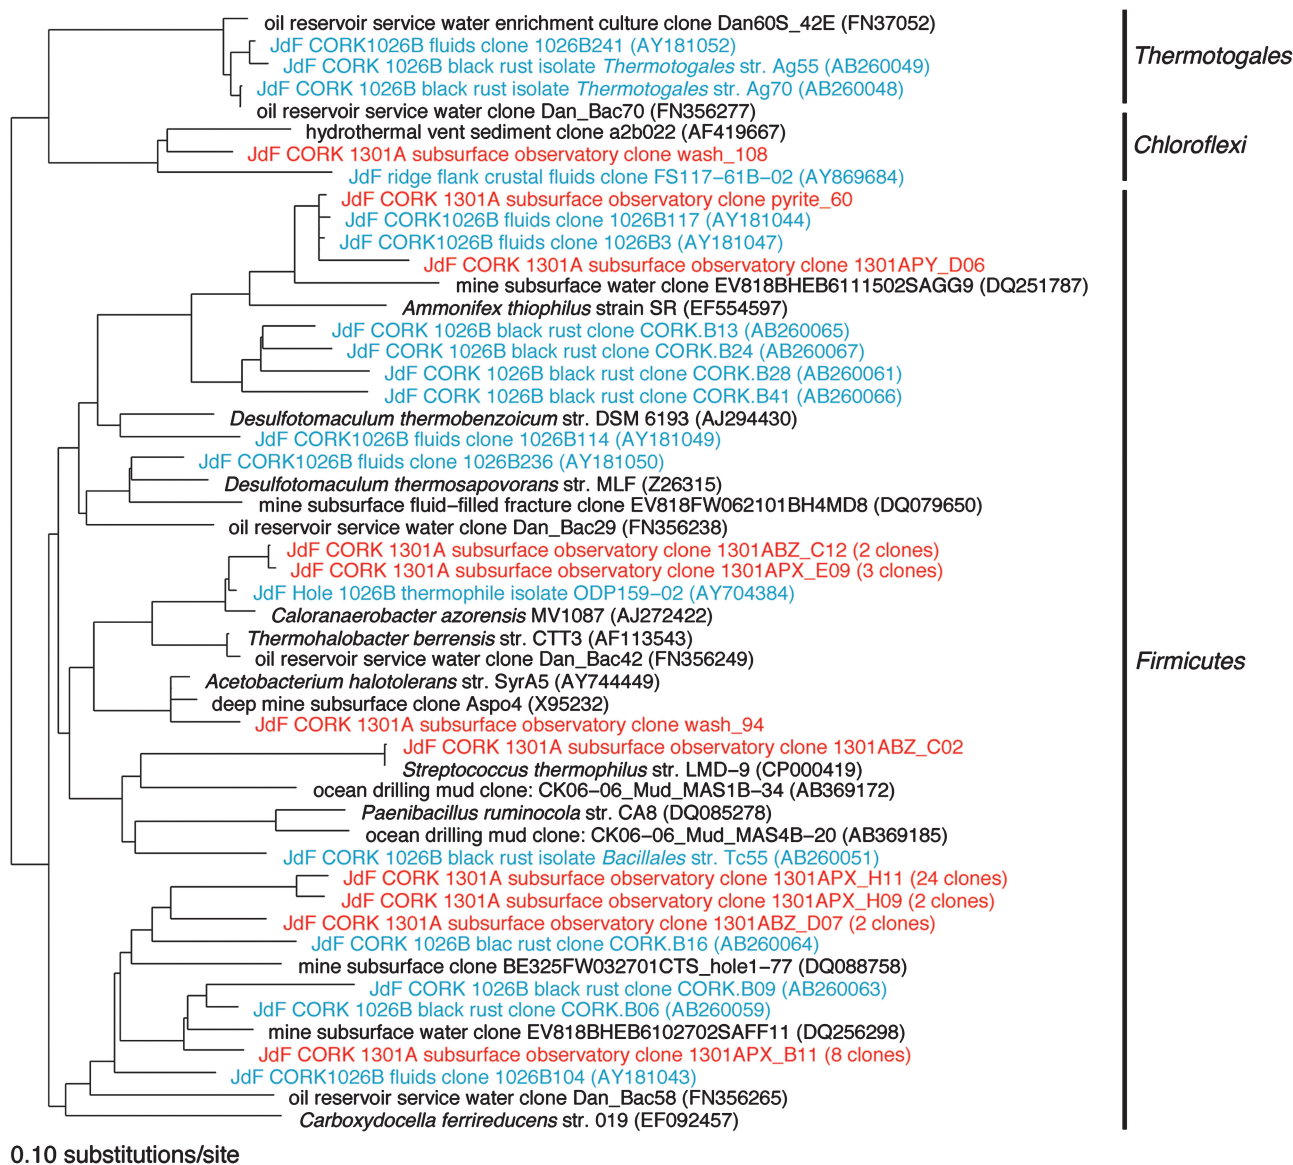 oil reservoir service water enrichment culture clone Dan60S_42E (FN37052)
JdF CORK1026B fluids clone 1026B241 (AY181052)
Thermotogales
JdF CORK 1026B black rust isolate Thermotogales str. Ag55 (AB260049)
JdF CORK 1026B black rust isolate Thermotogales str. Ag70 (AB260048)
oil reservoir service water clone Dan_Bac70 (FN356277)
hydrothermal vent sediment clone a2b022 (AF419667)
Chloroflexi
JdF CORK 1301A subsurface observatory clone wash_108
JdF ridge flank crustal fluids clone FS117−61B−02 (AY869684)
JdF CORK 1301A subsurface observatory clone pyrite_60
JdF CORK1026B fluids clone 1026B117 (AY181044)
JdF CORK1026B fluids clone 1026B3 (AY181047)
JdF CORK 1301A subsurface observatory clone 1301APY_D06
mine subsurface water clone EV818BHEB6111502SAGG9 (DQ251787)
Ammonifex thiophilus strain SR (EF554597)
JdF CORK 1026B black rust clone CORK.B13 (AB260065)
JdF CORK 1026B black rust clone CORK.B24 (AB260067)
JdF CORK 1026B black rust clone CORK.B28 (AB260061)
JdF CORK 1026B black rust clone CORK.B41 (AB260066)
Desulfotomaculum thermobenzoicum str. DSM 6193 (AJ294430)
JdF CORK1026B fluids clone 1026B114 (AY181049)
JdF CORK1026B fluids clone 1026B236 (AY181050)
Desulfotomaculum thermosapovorans str. MLF (Z26315)
mine subsurface fluid−filled fracture clone EV818FW062101BH4MD8 (DQ079650)
oil reservoir service water clone Dan_Bac29 (FN356238)
JdF CORK 1301A subsurface observatory clone 1301ABZ_C12 (2 clones)
JdF CORK 1301A subsurface observatory clone 1301APX_E09 (3 clones)
JdF Hole 1026B thermophile isolate ODP159−02 (AY704384)
Caloranaerobacter azorensis MV1087 (AJ272422)
Thermohalobacter berrensis str. CTT3 (AF113543)
oil reservoir service water clone Dan_Bac42 (FN356249)
Firmicutes
Acetobacterium halotolerans str. SyrA5 (AY744449)
deep mine subsurface clone Aspo4 (X95232)
JdF CORK 1301A subsurface observatory clone wash_94
JdF CORK 1301A subsurface observatory clone 1301ABZ_C02
Streptococcus thermophilus str. LMD−9 (CP000419)
ocean drilling mud clone: CK06−06_Mud_MAS1B−34 (AB369172)
Paenibacillus ruminocola str. CA8 (DQ085278)
ocean drilling mud clone: CK06−06_Mud_MAS4B−20 (AB369185)
JdF CORK 1026B black rust isolate Bacillales str. Tc55 (AB260051)
JdF CORK 1301A subsurface observatory clone 1301APX_H11 (24 clones)
JdF CORK 1301A subsurface observatory clone 1301APX_H09 (2 clones)
JdF CORK 1301A subsurface observatory clone 1301ABZ_D07 (2 clones)
JdF CORK 1026B blac rust clone CORK.B16 (AB260064)
mine subsurface clone BE325FW032701CTS_hole1−77 (DQ088758)
JdF CORK 1026B black rust clone CORK.B09 (AB260063)
JdF CORK 1026B black rust clone CORK.B06 (AB260059)
mine subsurface water clone EV818BHEB6102702SAFF11 (DQ256298)
JdF CORK 1301A subsurface observatory clone 1301APX_B11 (8 clones)
JdF CORK1026B fluids clone 1026B104 (AY181043)
oil reservoir service water clone Dan_Bac58 (FN356265)
Carboxydocella ferrireducens str. 019 (EF092457)
0.10 substitutions/site